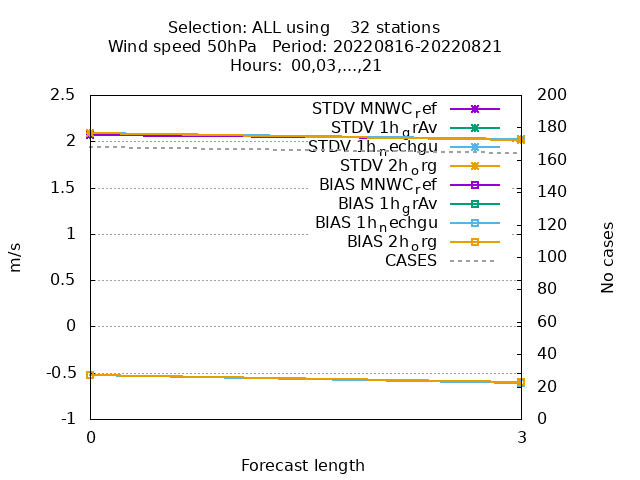 Selection: ALL using    32 stations
Wind speed 50hPa   Period: 20220816-20220821
Hours:  00,03,...,21
2.5
2
1.5
1
0.5
0
-0.5
-1
m/s
STDV MNWC_ref
STDV 1h_grAv
STDV 1h_nechgu
STDV 2h_org
BIAS MNWC_ref
BIAS 1h_grAv
BIAS 1h_nechgu
BIAS 2h_org
CASES
200
180
160
140
120
100
80
60
40
20
0
No cases
0
3
Forecast length